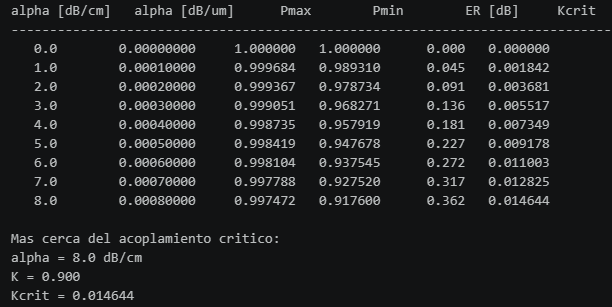 alpha [dB/cm]   alpha [dB/um]      Pmax        Pmin        ER [dB]     Kcrit
--------------------------------------------------------------------------------
   0.0        0.00000000     1.000000   1.000000      0.000   0.000000
   1.0        0.00010000     0.999684   0.989310      0.045   0.001842
   2.0        0.00020000     0.999367   0.978734      0.091   0.003681
   3.0        0.00030000     0.999051   0.968271      0.136   0.005517
   4.0        0.00040000     0.998735   0.957919      0.181   0.007349
   5.0        0.00050000     0.998419   0.947678      0.227   0.009178
   6.0        0.00060000     0.998104   0.937545      0.272   0.011003
   7.0        0.00070000     0.997788   0.927520      0.317   0.012825
   8.0        0.00080000     0.997472   0.917600      0.362   0.014644
Mas cerca del acoplamiento critico:
alpha = 8.0 dB/cm
K = 0.900
Kcrit = 0.014644